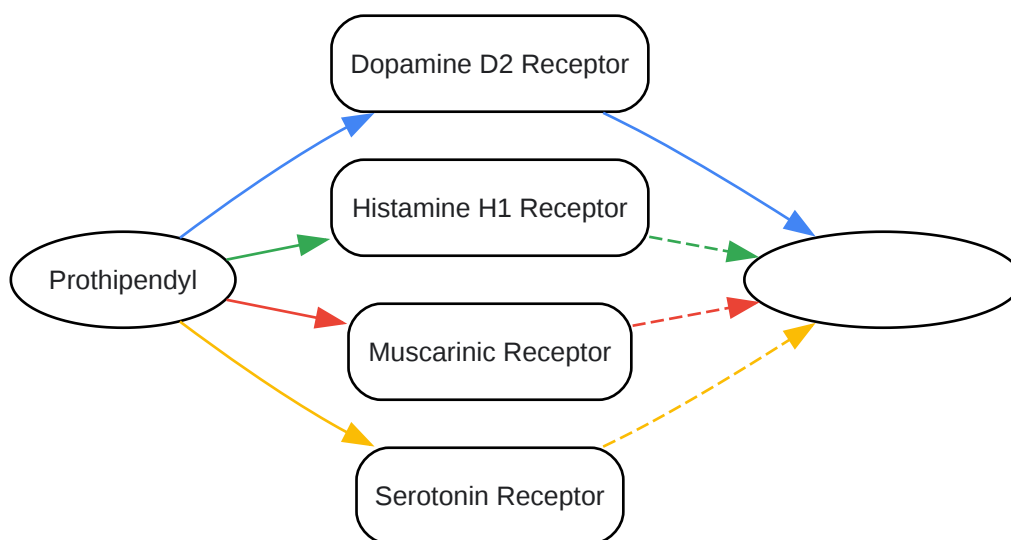 Dopamine D2 Receptor
Histamine H1 Receptor
Prothipendyl
Muscarinic Receptor
Serotonin Receptor